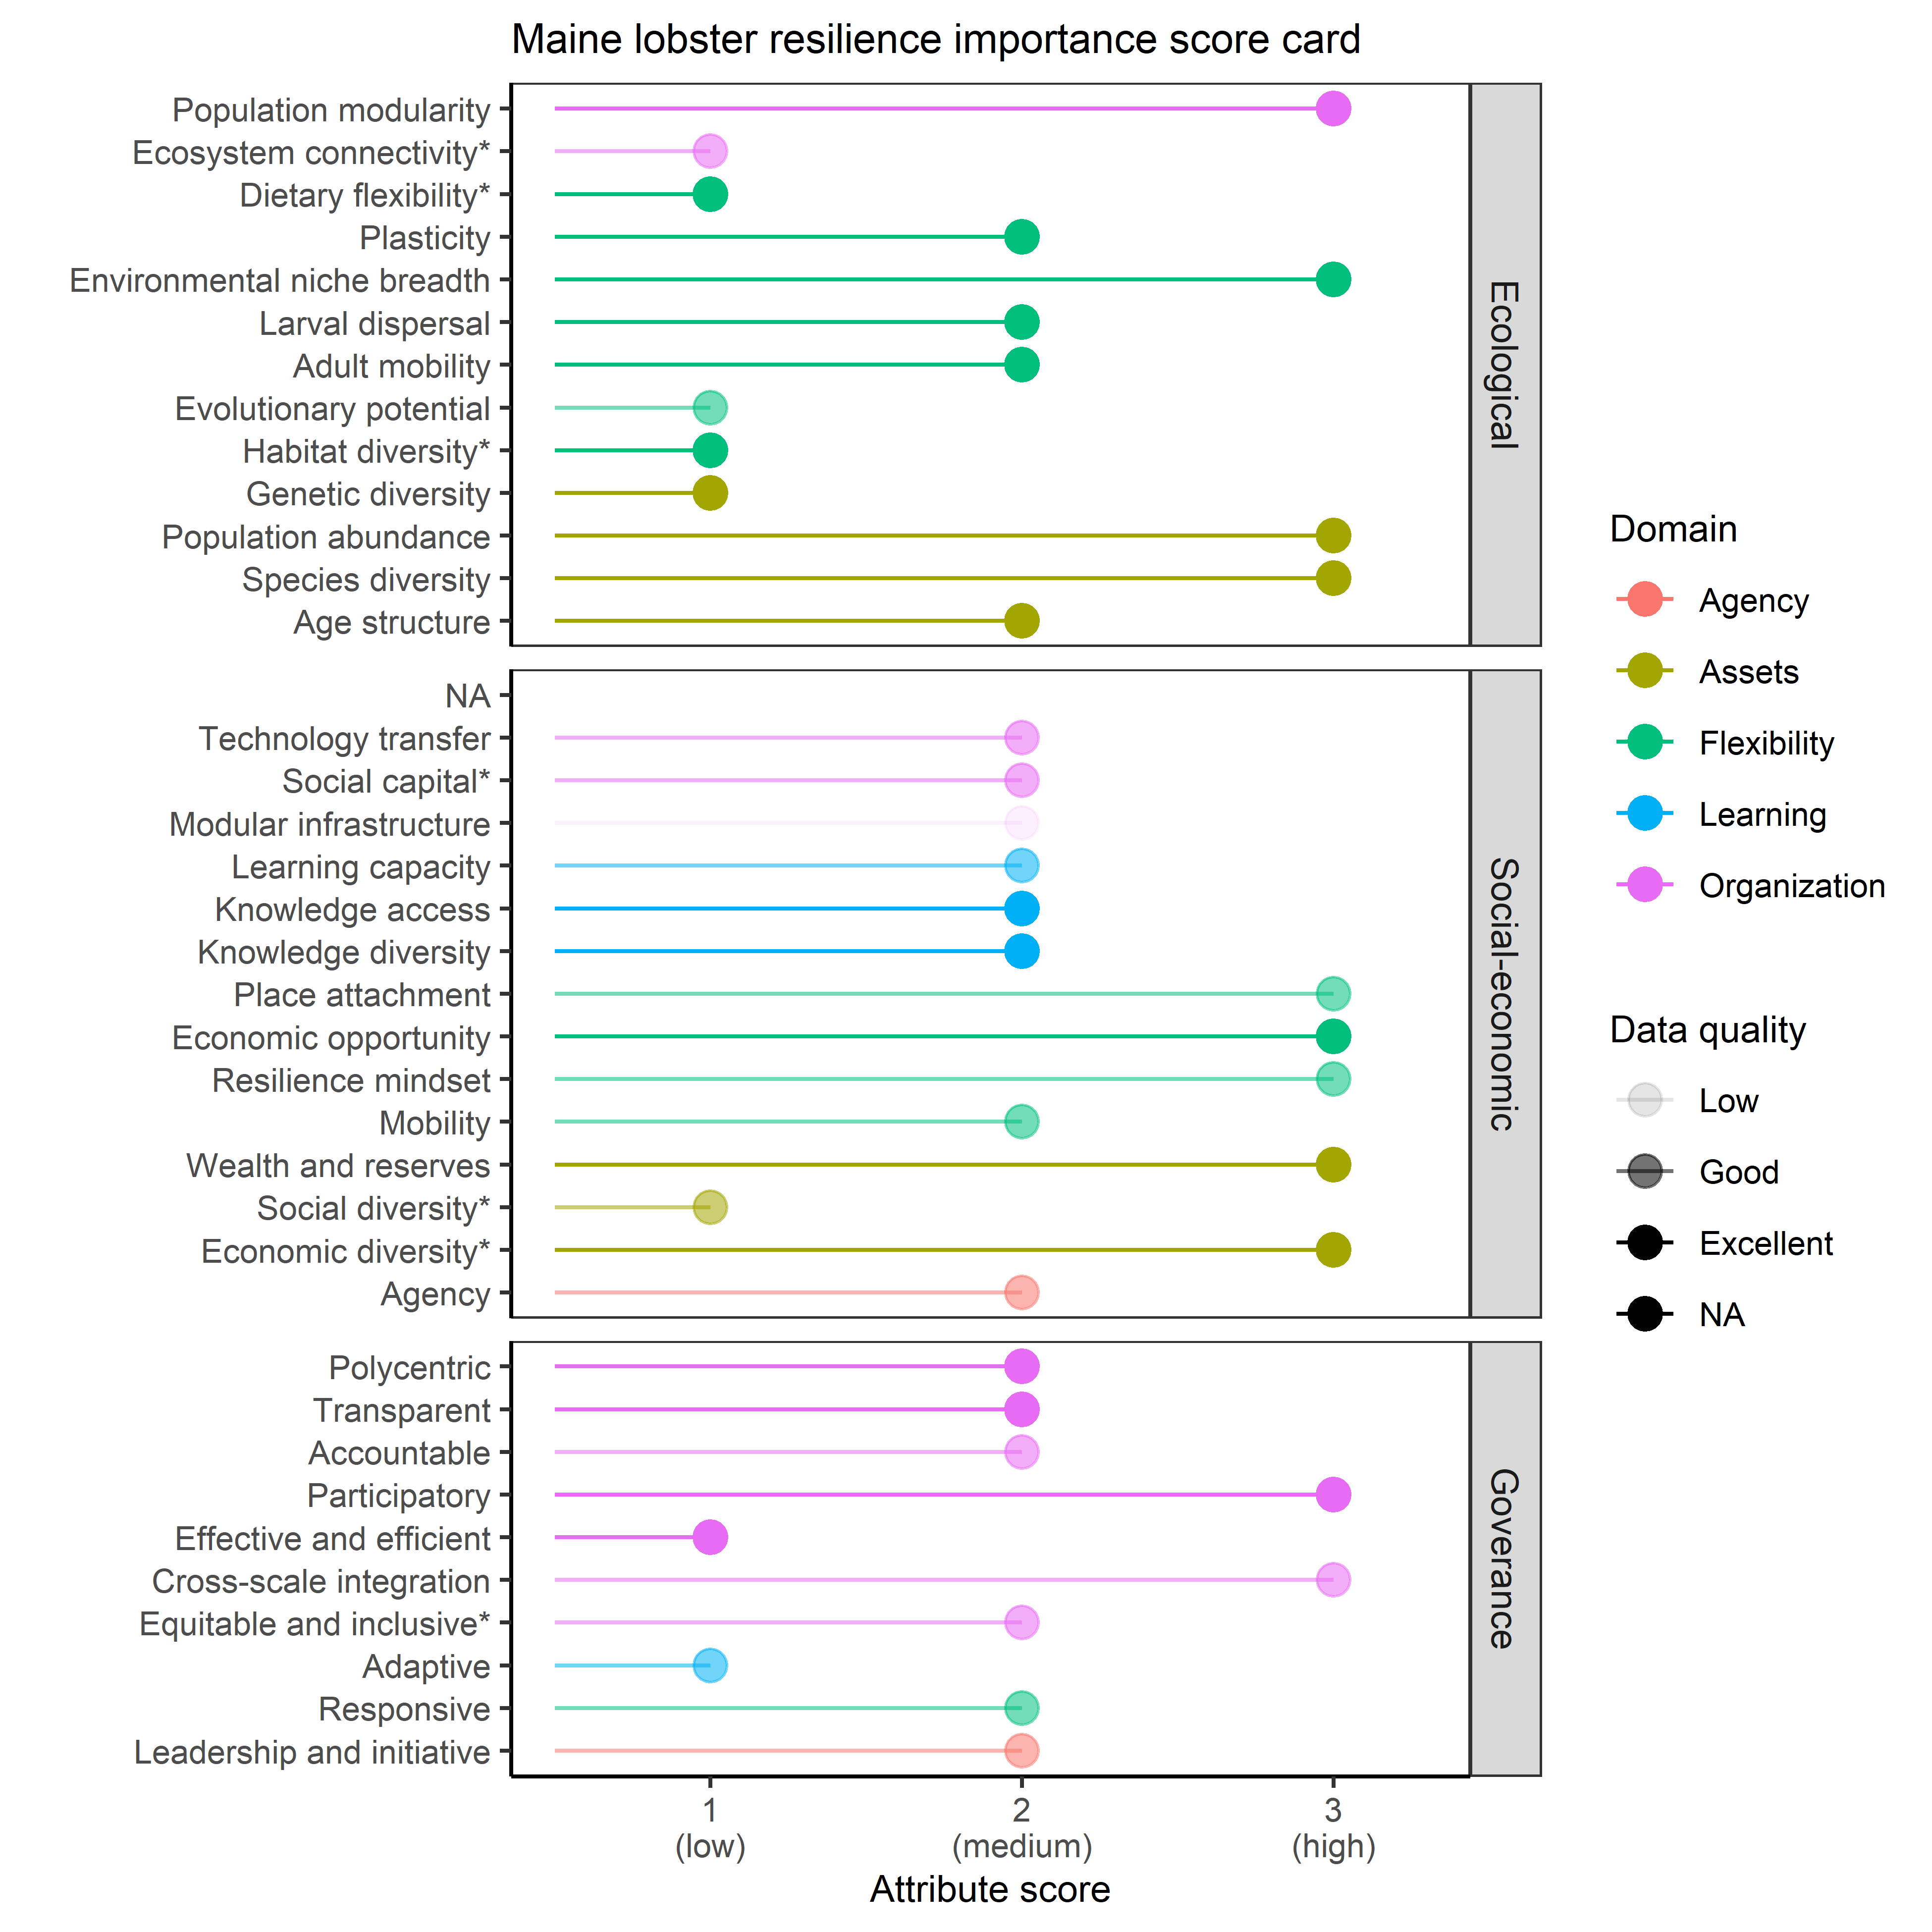 Maine lobster resilience importance score card
Population modularity
Ecosystem connectivity*
Dietary flexibility*
Plasticity
Environmental niche breadth
Larval dispersal
Adult mobility
Evolutionary potential
Habitat diversity*
Genetic diversity
Population abundance
Species diversity
Age structure
Ecological
NA
Technology transfer
Social capital*
Modular infrastructure
Learning capacity
Knowledge access
Knowledge diversity
Place attachment
Economic opportunity
Resilience mindset
Mobility
Wealth and reserves
Social diversity*
Economic diversity*
Agency
Social-economic
Polycentric
Transparent
Accountable
Participatory
Effective and efficient
Cross-scale integration
Equitable and inclusive*
Adaptive
Responsive
Leadership and initiative
Goverance
1 2 3
(low) (medium) (high)
Attribute score
Domain
Agency
Assets
Flexibility
Learning
Organization
Data quality
Low
Good
Excellent
NA